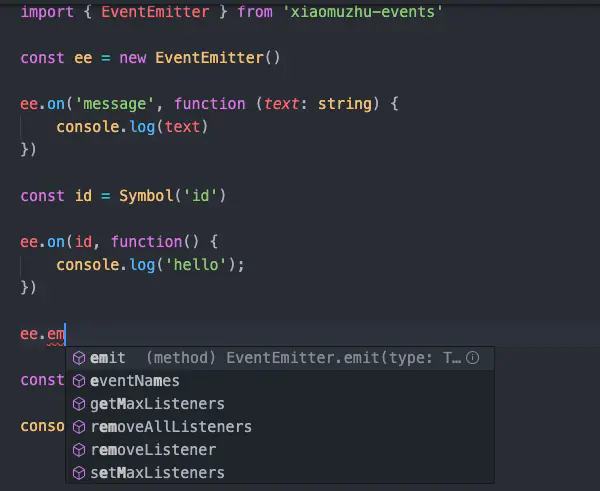 import { EventEmitter } from 'xiaomuzhu-events'
const ee = new EventEmitter()
ee.on('message', function (text: string) {
    console.log(text)
})
const id = Symbol('id')
ee.on(id, function() {
    console.log('hello');
})
ee.em
emit (method) EventEmitter.emit(type: T…
const
eventNames
getMaxListeners
conso
removeAllListeners
removeListener
setMaxListeners